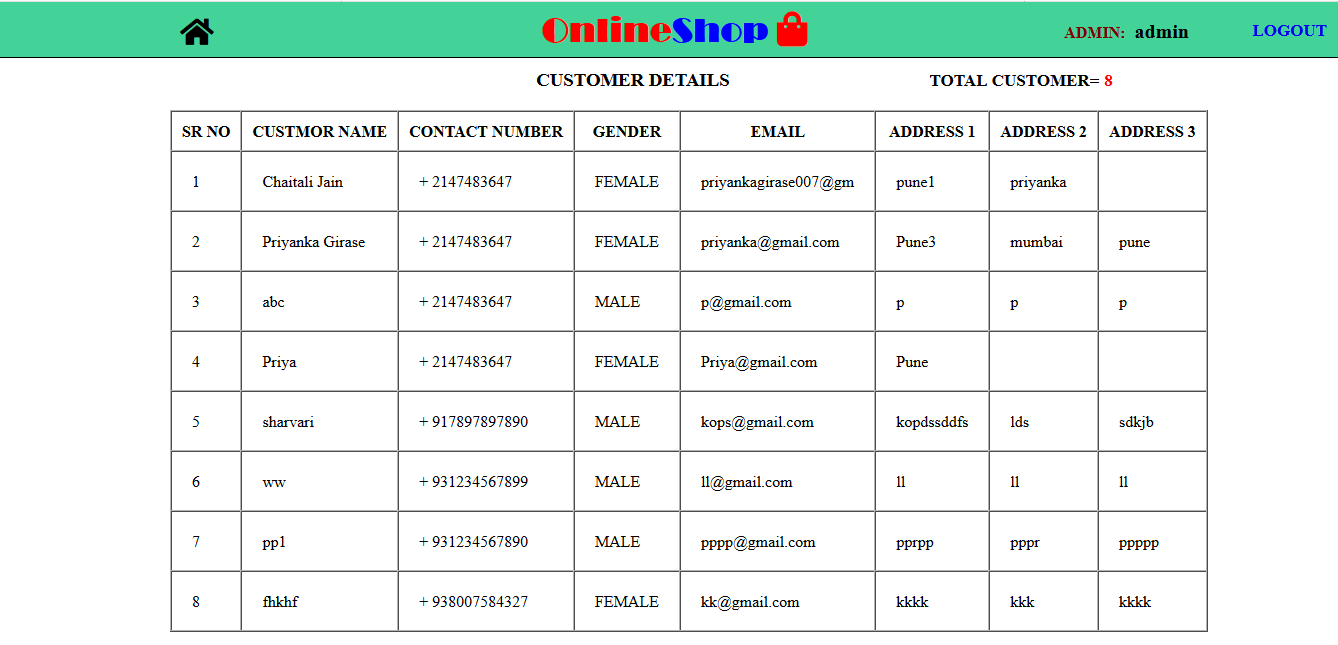 OnlineShop ADMIN: admin LOGOUT
CUSTOMER DETAILS TOTAL CUSTOMER= 8
SR NO CUSTMOR NAME CONTACT NUMBER GENDER EMAIL ADDRESS 1 ADDRESS 2 ADDRESS 3
1 Chaitali Jain + 2147483647 FEMALE priyankagirase007@gm pune1 priyanka
2 Priyanka Girase + 2147483647 FEMALE priyanka@gmail.com Pune3 mumbai pune
3 abc + 2147483647 MALE p@gmail.com p p p
4 Priya + 2147483647 FEMALE Priya@gmail.com Pune
5 sharvari + 917897897890 MALE kops@gmail.com kopdssddfs lds sdkjb
6 ww + 931234567899 MALE ll@gmail.com ll ll ll
7 pp1 + 931234567890 MALE pppp@gmail.com pprpp pppr ppppp
8 fhkhf + 938007584327 FEMALE kk@gmail.com kkkk kkk kkkk